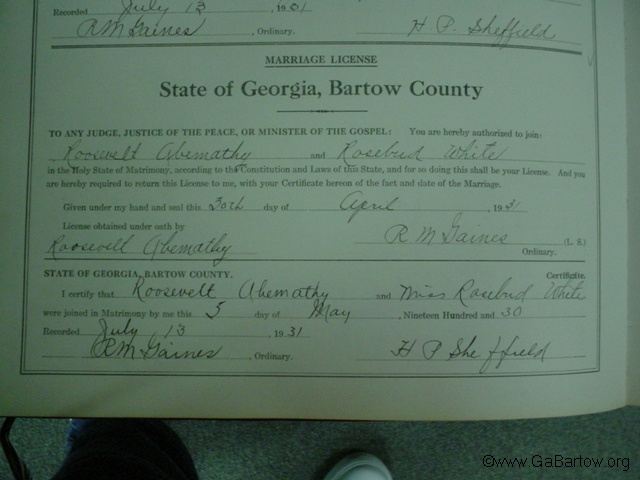 Recorded July 13, 1931
RM Gaines, Ordinary. H. P. Sheffield
MARRIAGE LICENSE
State of Georgia, Bartow County
TO ANY JUDGE, JUSTICE OF THE PEACE, OR MINISTER OF THE GOSPEL: You are hereby authorized to join:
Roosevelt Abernathy and Rosebud White
in the Holy State of Matrimony, according to the Constitution and Laws of this State, and for so doing this shall be your License. And you
are hereby required to return this License to me, with your Certificate hereon of the fact and date of the Marriage.
Given under my hand and seal this 30th day of April, 1931
License obtained under oath by R M Gaines (L. S.)
Roosevelt Abernathy Ordinary.
STATE OF GEORGIA, BARTOW COUNTY. Certificate.
I certify that Roosevelt Abernathy and Miss Rosebud White
were joined in Matrimony by me this 5 day of May, Nineteen Hundred and 30
Recorded July 13, 1931
RM Gaines, Ordinary. H P Sheffield
©www.GaBartow.org